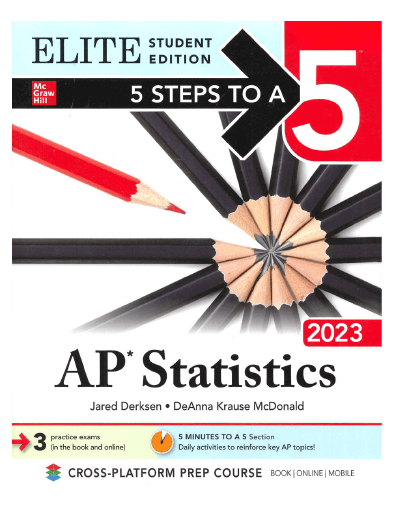 ELITE STUDENT EDITION
Mc Graw Hill
5 STEPS TO A 5
2023
AP* Statistics
Jared Derksen • DeAnna Krause McDonald
3 practice exams
(in the book and online)
5 MINUTES TO A 5 Section
Daily activities to reinforce key AP topics!
CROSS-PLATFORM PREP COURSE BOOK | ONLINE | MOBILE